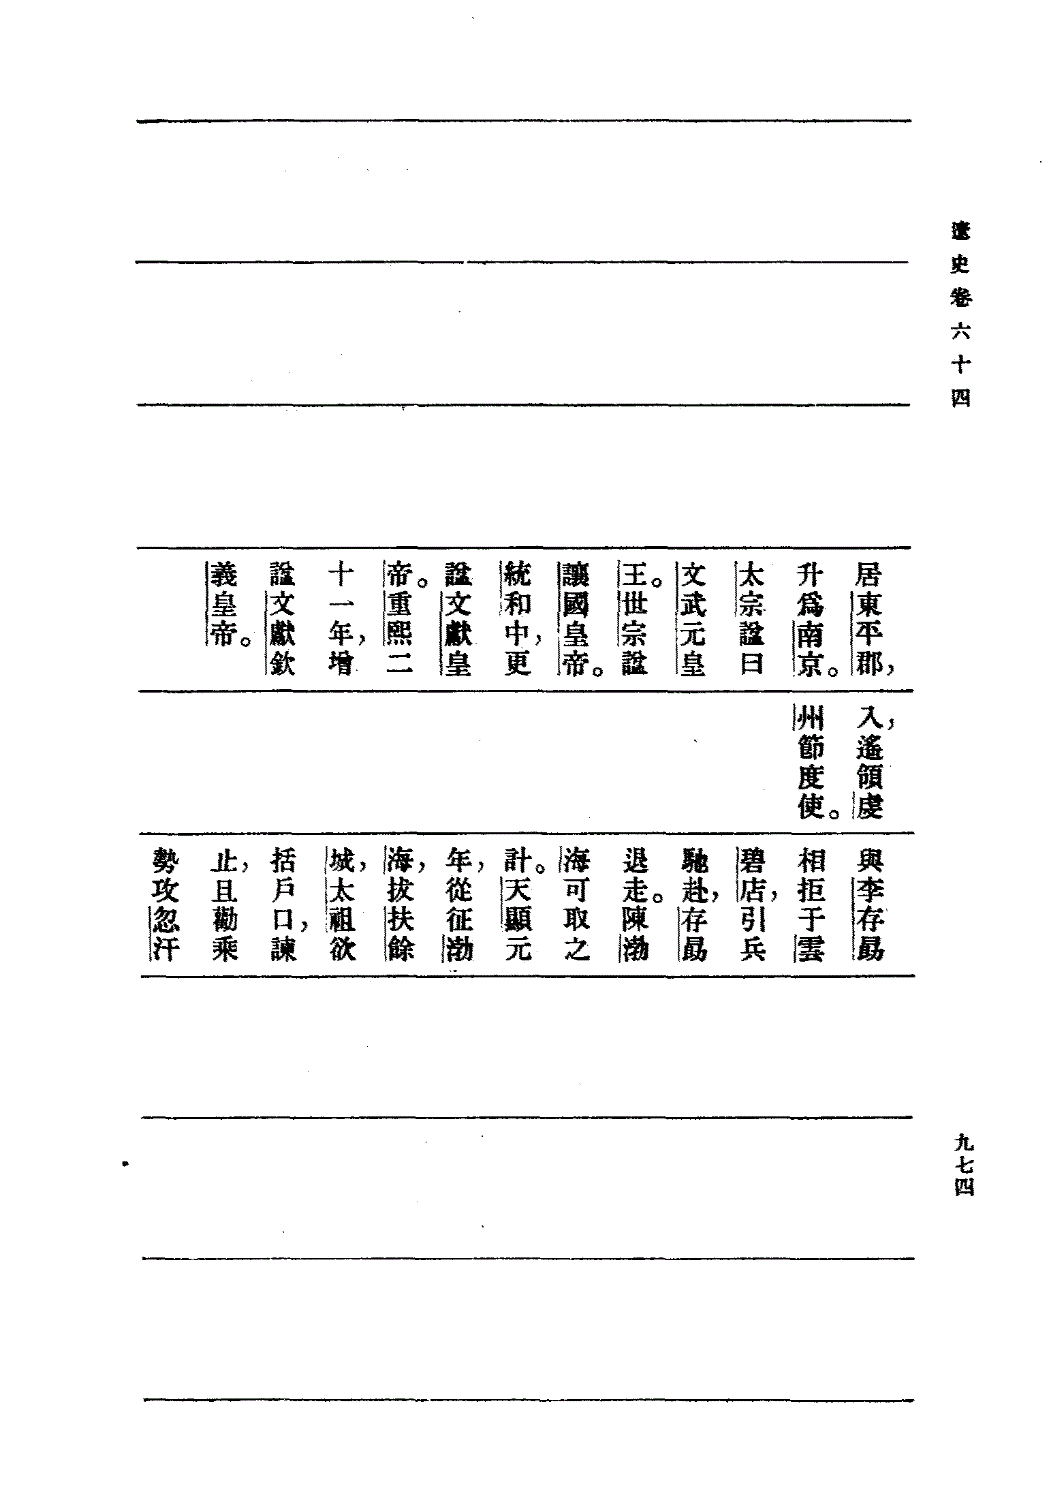 遼史卷六十四
居東平郡，
升爲南京。
太宗諡曰
文武元皇
王。世宗諡
讓國皇帝。
統和中，更
諡文獻皇
帝。重熙二
十一年，增
諡文獻欽
義皇帝。
入，遙領虔
州節度使。
與李存勗
相拒于雲
碧店，引兵
馳赴，存勗
退走。陳渤
海可取之
計。天顯元
年，從征渤
海，拔扶餘
城，太祖欲
括戶口，諫
止，且勸乘
勢攻忽汗
九七四